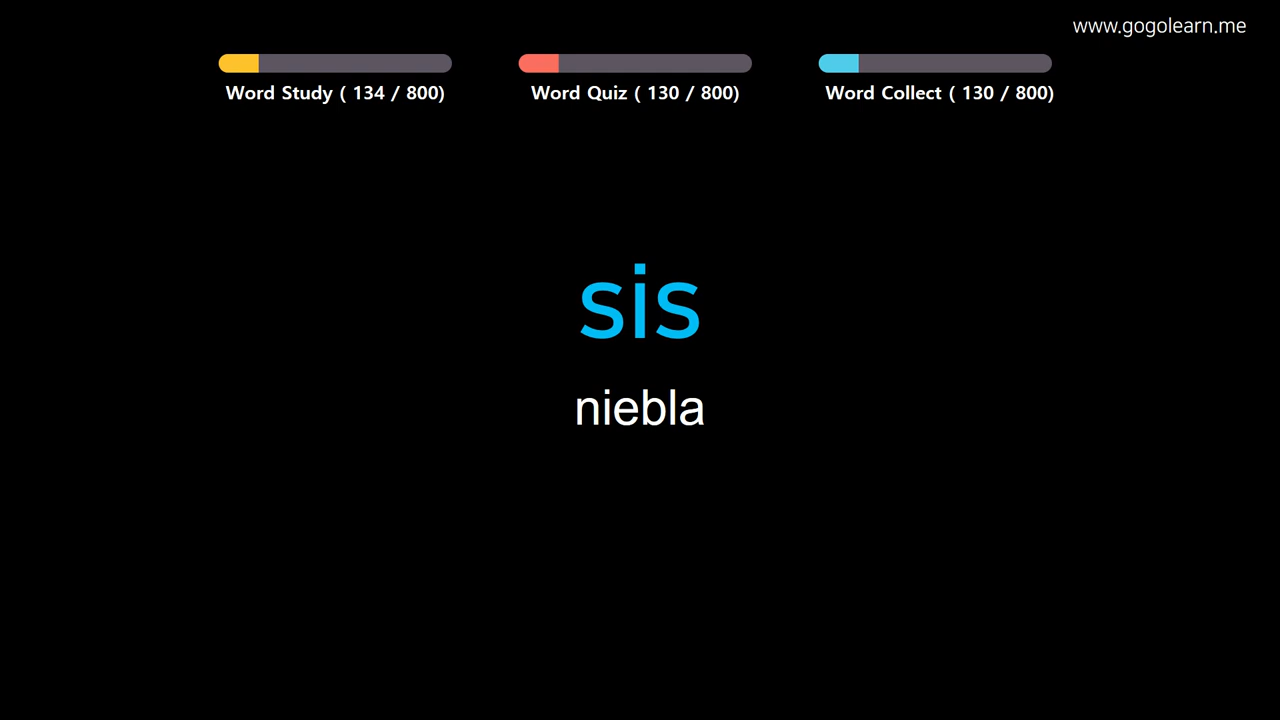 www.gogolearn.me
Word Study ( 134 / 800)
Word Quiz ( 130 / 800)
Word Collect ( 130 / 800)
sis
niebla